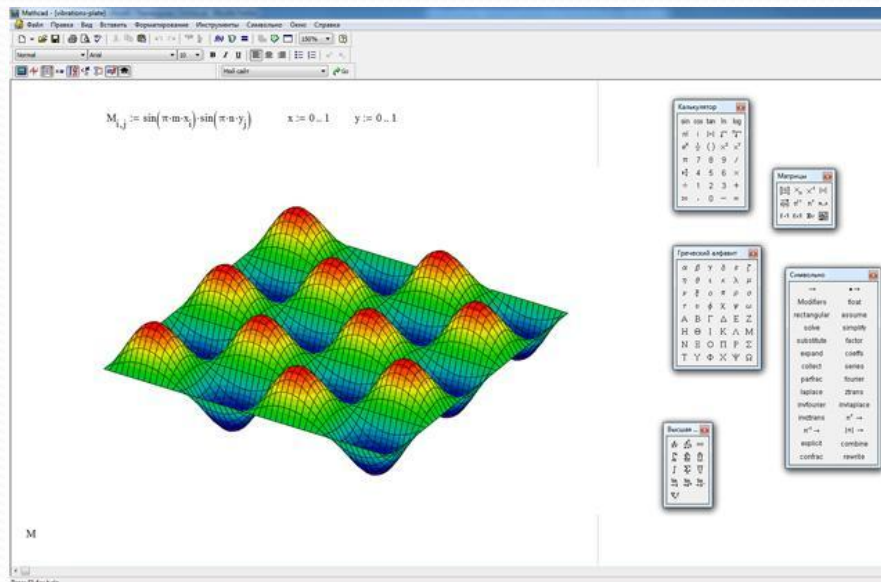 Mathcad - [vibrations-plate]
Файл Правка Вид Вставить Форматирование Инструменты Символьно Окно Справка
150%
Normal Arial 10 B I U
Мой сайт Go
M i,j := sin(π·m·x i)·sin(π·n·y j) x := 0 .. 1 y := 0 .. 1
M
Калькулятор
sin cos tan ln log
n! i |×|
π 7 8 9 /
4 5 6 ×
÷ 1 2 3 +
:= . 0 − =
Матрицы
Греческий алфавит
α β γ δ ε ζ
η θ ι κ λ μ
ν ξ ο π ρ σ
τ υ φ χ ψ ω
Α Β Γ Δ Ε Ζ
Η Θ Ι Κ Λ Μ
Ν Ξ Ο Π Ρ Σ
Τ Υ Φ Χ Ψ Ω
Символьно
Modifiers float
rectangular assume
solve simplify
substitute factor
expand coeffs
collect series
parfrac fourier
laplace ztrans
invfourier invlaplace
invztrans
explicit combine
confrac rewrite
Высшая ...